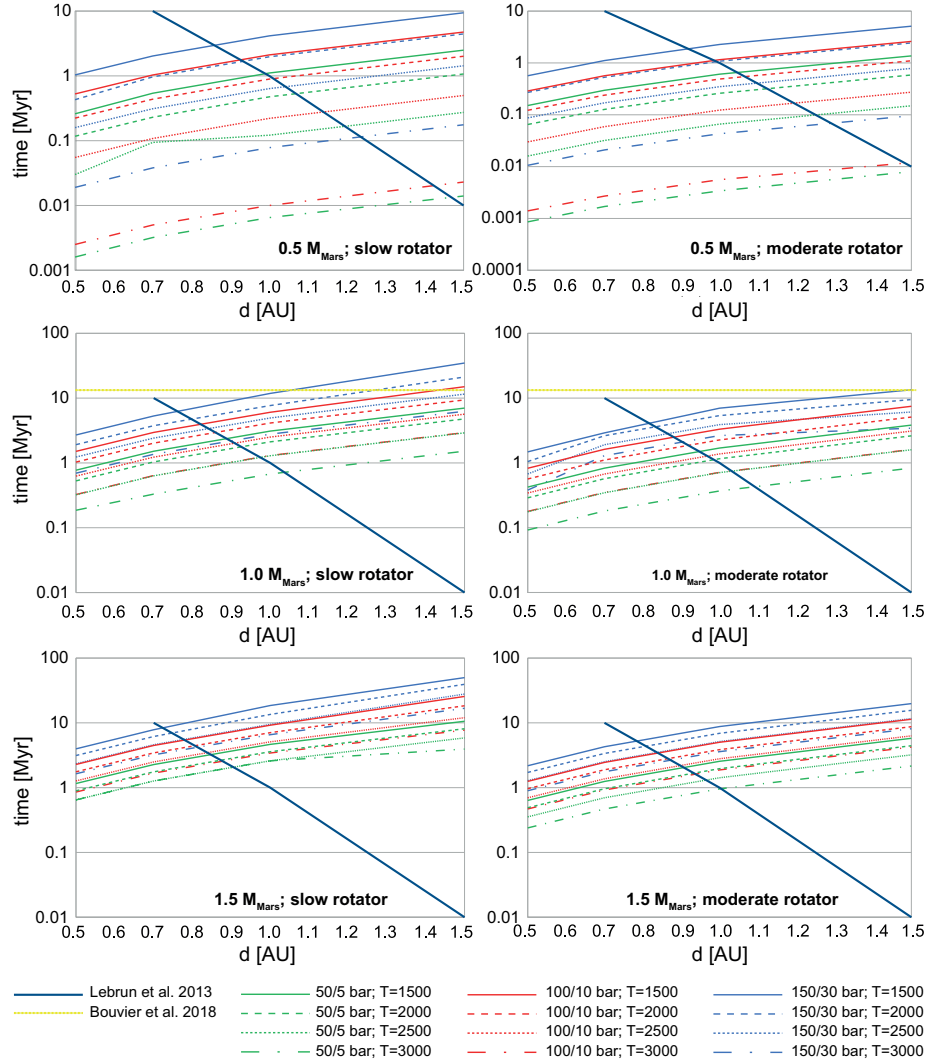 10
1
0.1
0.01
0.001
time [Myr]
0.5 0.6 0.7 0.8 0.9 1.0 1.1 1.2 1.3 1.4 1.5
d [AU]
0.5 MMars; slow rotator
10
1
0.1
0.01
0.001
0.0001
time [Myr]
0.5 0.6 0.7 0.8 0.9 1.0 1.1 1.2 1.3 1.4 1.5
d [AU]
0.5 MMars; moderate rotator
100
10
1
0.1
0.01
time [Myr]
0.5 0.6 0.7 0.8 0.9 1.0 1.1 1.2 1.3 1.4 1.5
d [AU]
1.0 MMars; slow rotator
100
10
1
0.1
0.01
0.5 0.6 0.7 0.8 0.9 1.0 1.1 1.2 1.3 1.4 1.5
d [AU]
1.0 MMars; moderate rotator
100
10
1
0.1
0.01
time [Myr]
0.5 0.6 0.7 0.8 0.9 1.0 1.1 1.2 1.3 1.4 1.5
d [AU]
1.5 MMars; slow rotator
100
10
1
0.1
0.01
0.5 0.6 0.7 0.8 0.9 1.0 1.1 1.2 1.3 1.4 1.5
d [AU]
1.5 MMars; moderate rotator
Lebrun et al. 2013
Bouvier et al. 2018
50/5 bar; T=1500
50/5 bar; T=2000
50/5 bar; T=2500
50/5 bar; T=3000
100/10 bar; T=1500
100/10 bar; T=2000
100/10 bar; T=2500
100/10 bar; T=3000
150/30 bar; T=1500
150/30 bar; T=2000
150/30 bar; T=2500
150/30 bar; T=3000